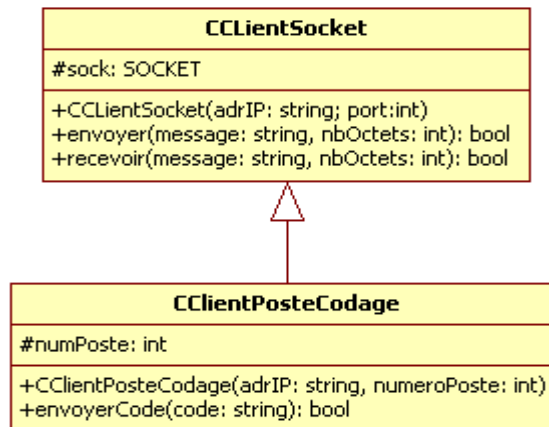 CCLientSocket
#sock: SOCKET
+CCLientSocket(adrIP: string; port:int)
+envoyer(message: string, nbOctets: int): bool
+recevoir(message: string, nbOctets: int): bool
CClientPosteCodage
#numPoste: int
+CClientPosteCodage(adrIP: string, numeroPoste: int)
+envoyerCode(code: string): bool